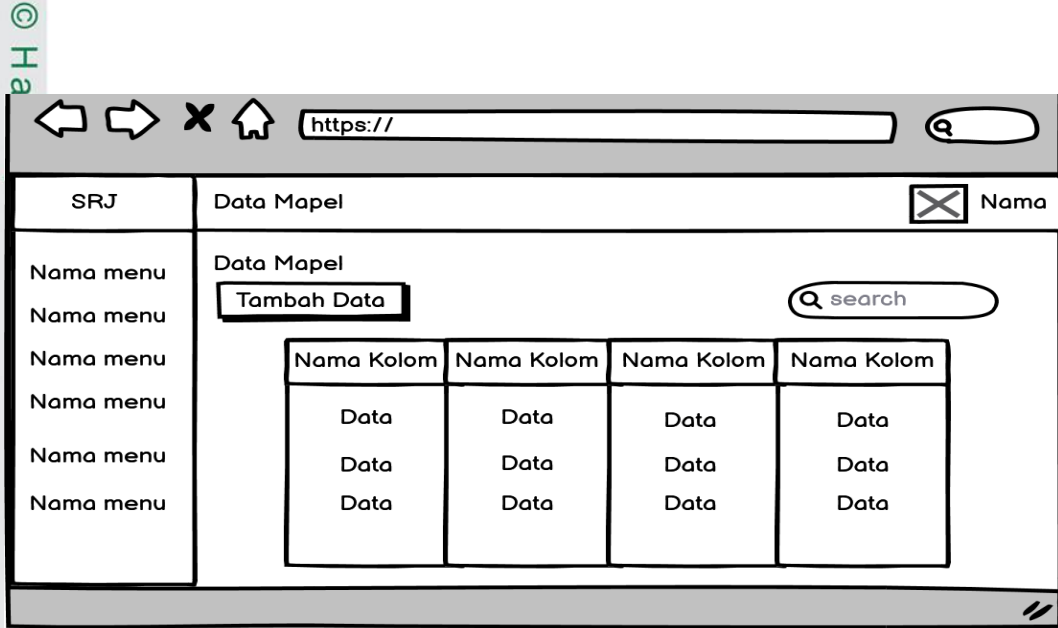 © Ha
https://
SRJ
Data Mapel
Nama
Nama menu
Nama menu
Nama menu
Nama menu
Nama menu
Nama menu
Data Mapel
Tambah Data
search
Nama Kolom Nama Kolom Nama Kolom Nama Kolom
Data Data Data Data
Data Data Data Data
Data Data Data Data